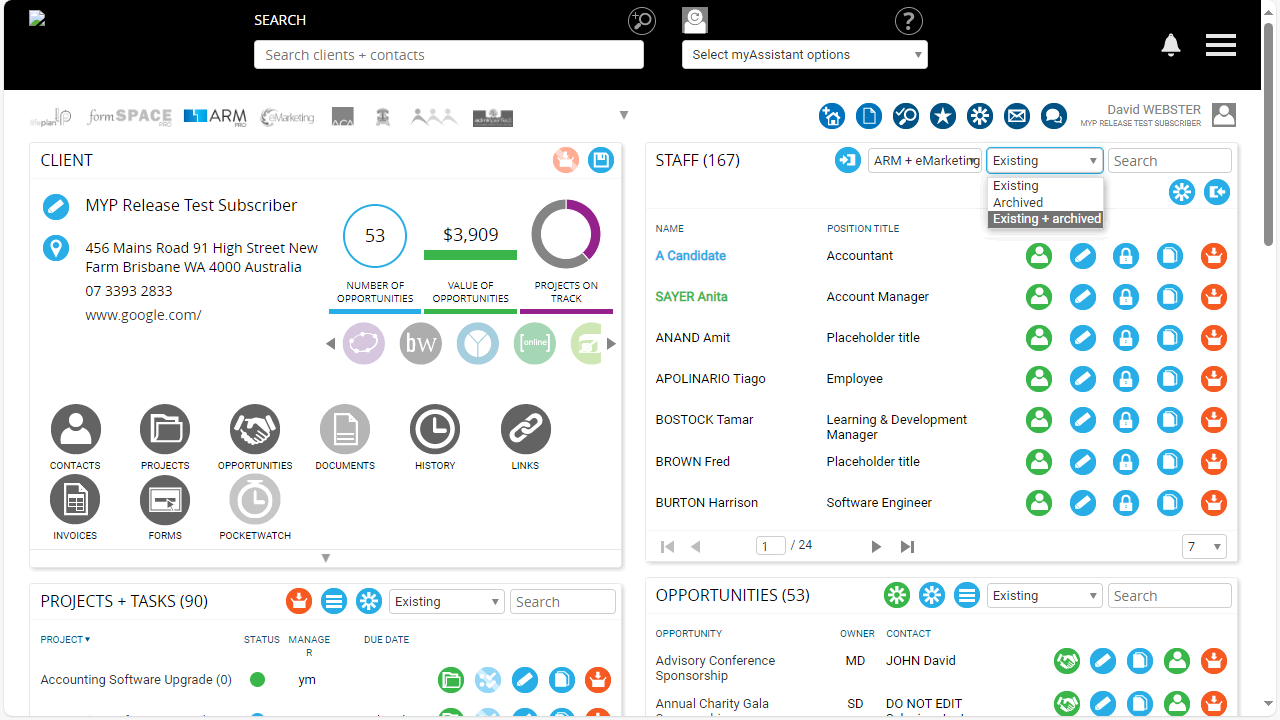 SEARCH
Search clients + contacts
?
Select myAssistant options
lifeplan
formSPACE PRO
ARM PRO
eMarketing
ACA
David WEBSTER
MYP RELEASE TEST SUBSCRIBER
CLIENT
MYP Release Test Subscriber
456 Mains Road 91 High Street New
Farm Brisbane WA 4000 Australia
07 3393 2833
www.google.com/
53
$3,909
NUMBER OF
OPPORTUNITIES
VALUE OF
OPPORTUNITIES
PROJECTS ON
TRACK
bw
[online]
CONTACTS
PROJECTS
OPPORTUNITIES
DOCUMENTS
HISTORY
LINKS
INVOICES
FORMS
POCKETWATCH
STAFF (167)
ARM + eMarketing
Existing
Search
Existing
Archived
Existing + archived
NAME
POSITION TITLE
A Candidate
Accountant
SAYER Anita
Account Manager
ANAND Amit
Placeholder title
APOLINARIO Tiago
Employee
BOSTOCK Tamar
Learning & Development
Manager
BROWN Fred
Placeholder title
BURTON Harrison
Software Engineer
1
/ 24
7
PROJECTS + TASKS (90)
Existing
Search
PROJECT
STATUS
MANAGE
R
DUE DATE
Accounting Software Upgrade (0)
ym
OPPORTUNITIES (53)
Existing
Search
OPPORTUNITY
OWNER
CONTACT
Advisory Conference
Sponsorship
MD
JOHN David
Annual Charity Gala
SD
DO NOT EDIT